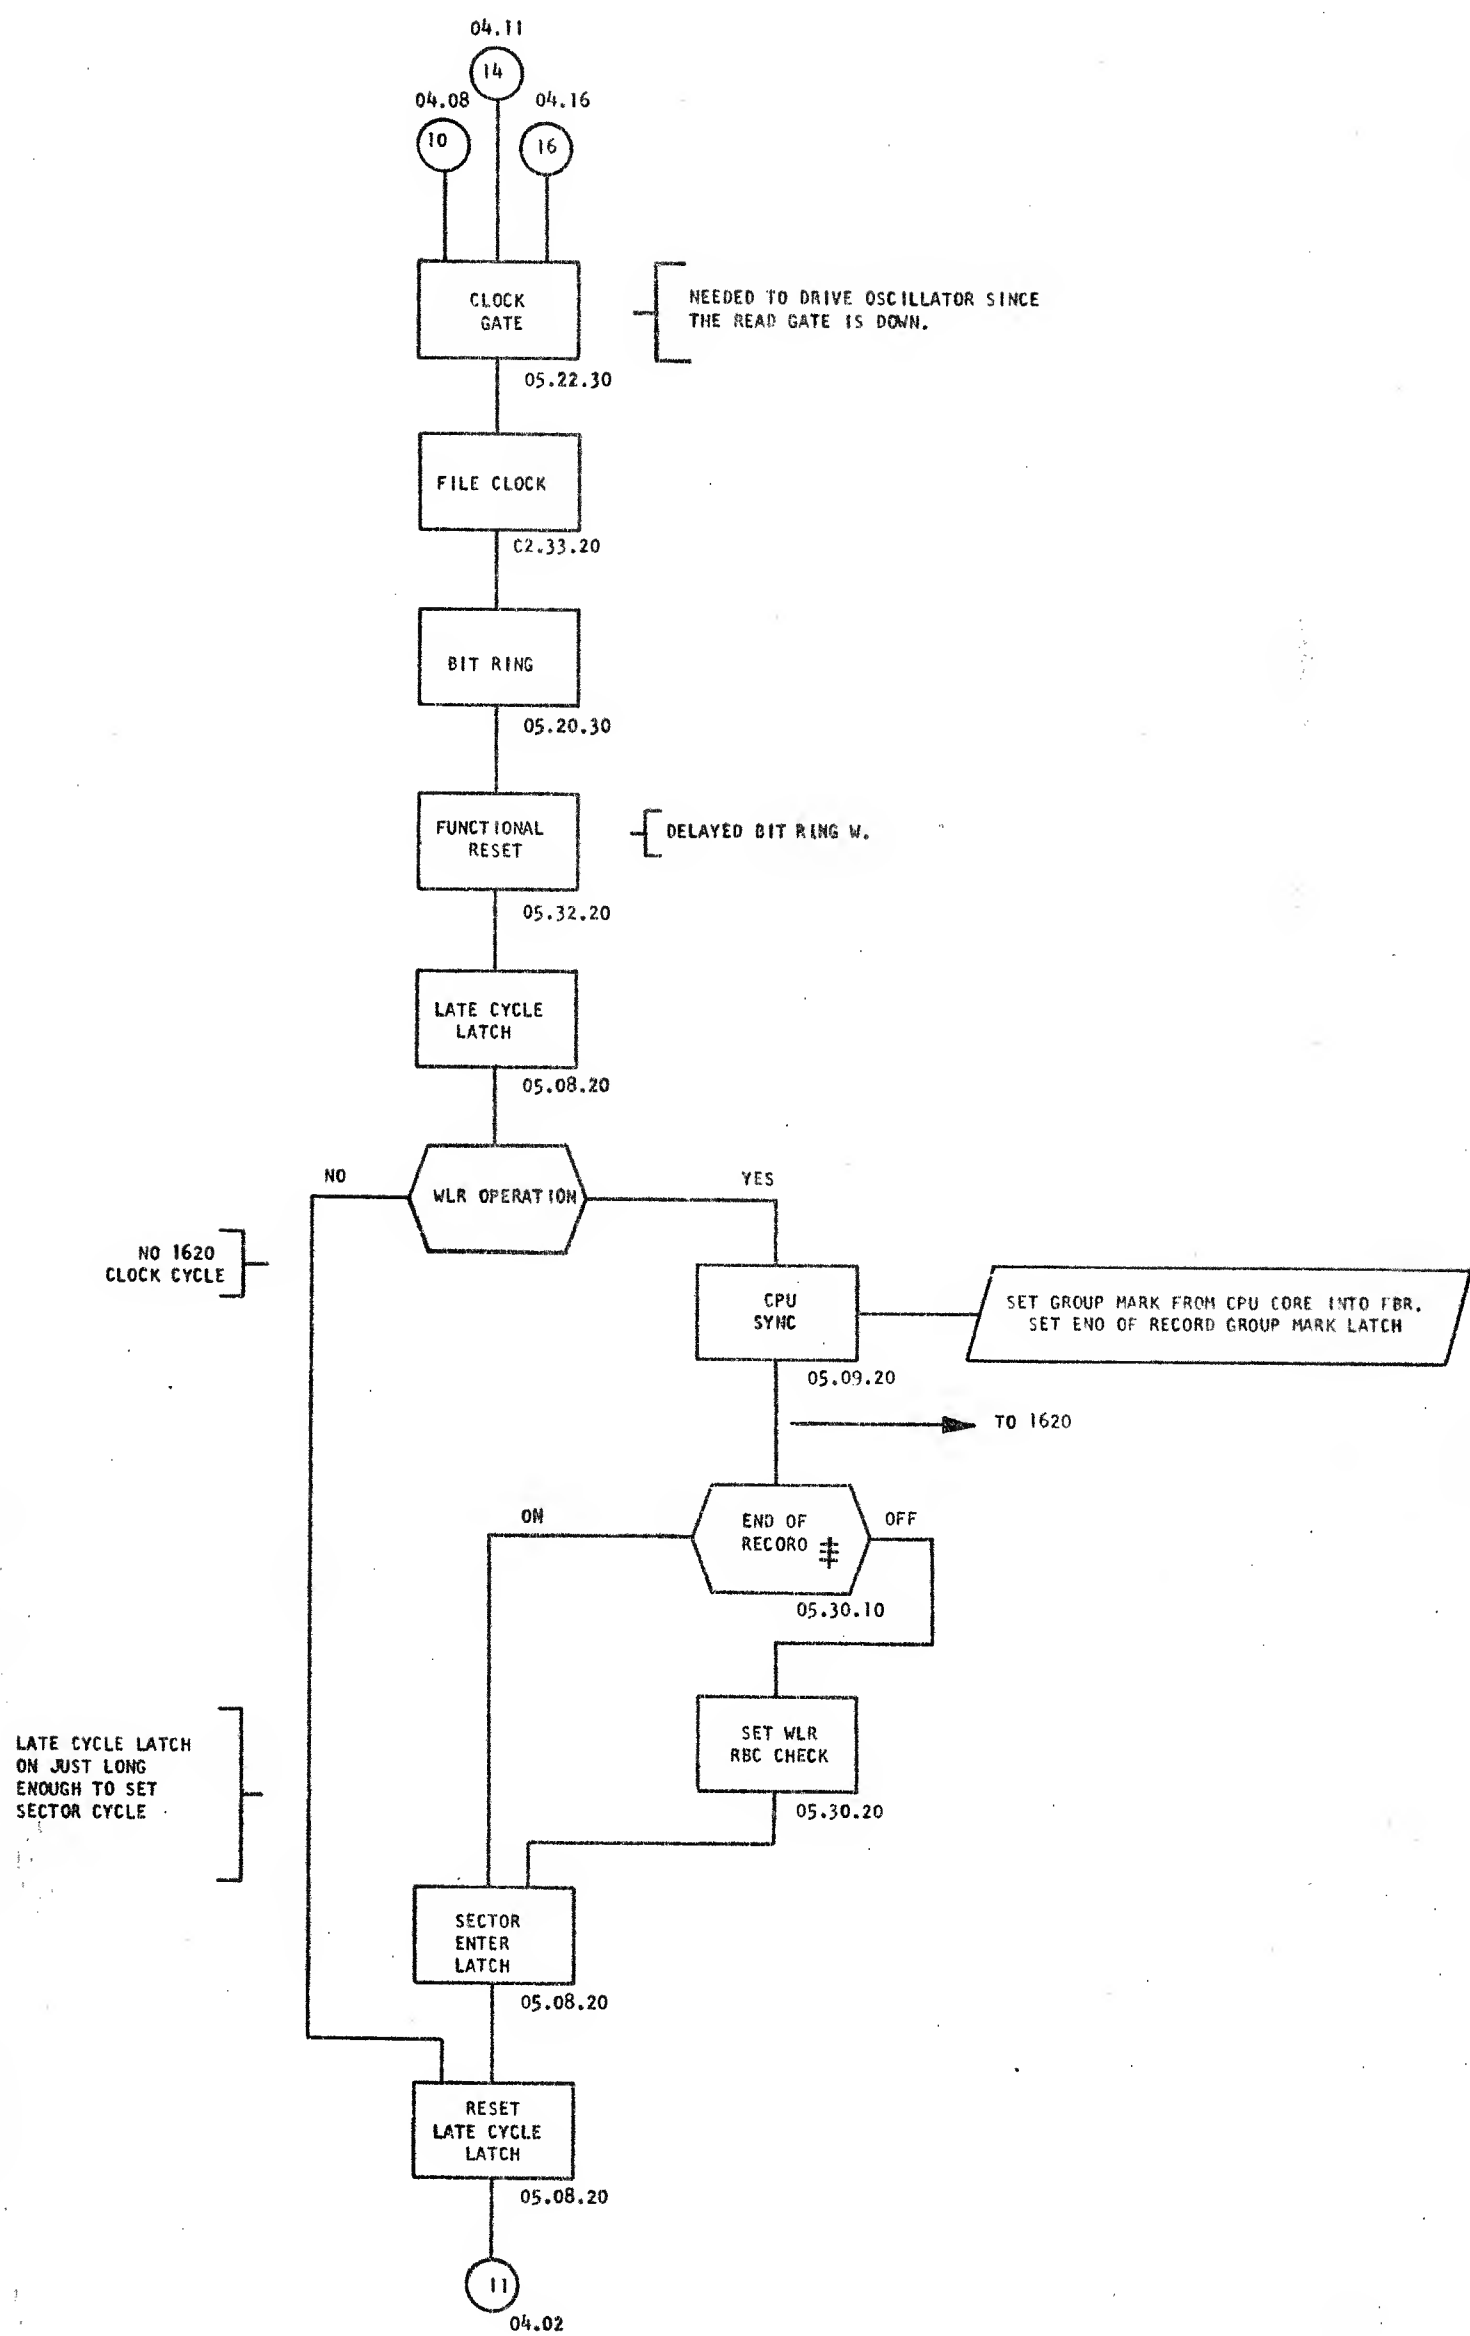 04.11
14
04.08
04.16
10
16
CLOCK
GATE
NEEDED TO DRIVE OSCILLATOR SINCE
THE READ GATE IS DOWN.
05.22.30
FILE CLOCK
C2.33.20
BIT RING
05.20.30
FUNCTIONAL
RESET
DELAYED BIT RING W.
05.32.20
LATE CYCLE
LATCH
05.08.20
NO
WLR OPERATION
YES
NO 1620
CLOCK CYCLE
CPU
SYNC
SET GROUP MARK FROM CPU CORE INTO FBR.
SET END OF RECORD GROUP MARK LATCH
05.09.20
TO 1620
ON
END OF
RECORD ⯒
OFF
05.30.10
SET WLR
RBC CHECK
05.30.20
LATE CYCLE LATCH
ON JUST LONG
ENOUGH TO SET
SECTOR CYCLE
SECTOR
ENTER
LATCH
05.08.20
RESET
LATE CYCLE
LATCH
05.08.20
11
04.02